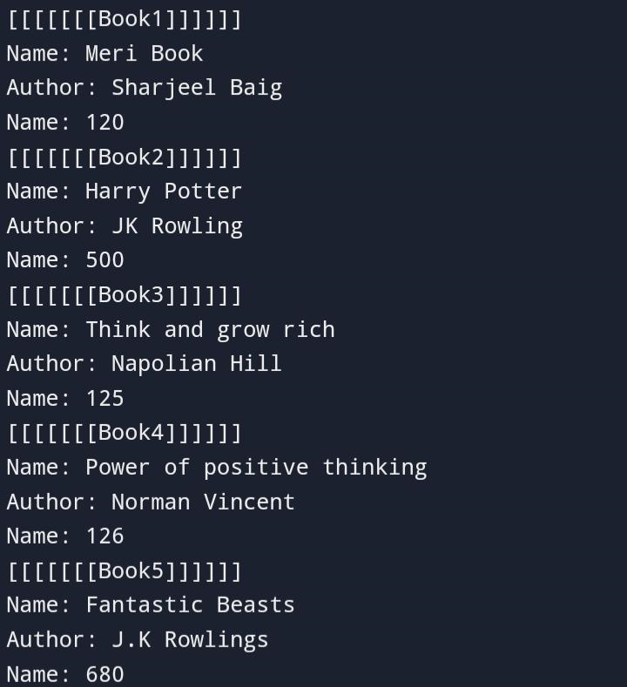 [[[[[[[Book1]]]]]]
Name: Meri Book
Author: Sharjeel Baig
Name: 120
[[[[[[[Book2]]]]]]
Name: Harry Potter
Author: JK Rowling
Name: 500
[[[[[[[Book3]]]]]]
Name: Think and grow rich
Author: Napolian Hill
Name: 125
[[[[[[[Book4]]]]]]
Name: Power of positive thinking
Author: Norman Vincent
Name: 126
[[[[[[[Book5]]]]]]
Name: Fantastic Beasts
Author: J.K Rowlings
Name: 680